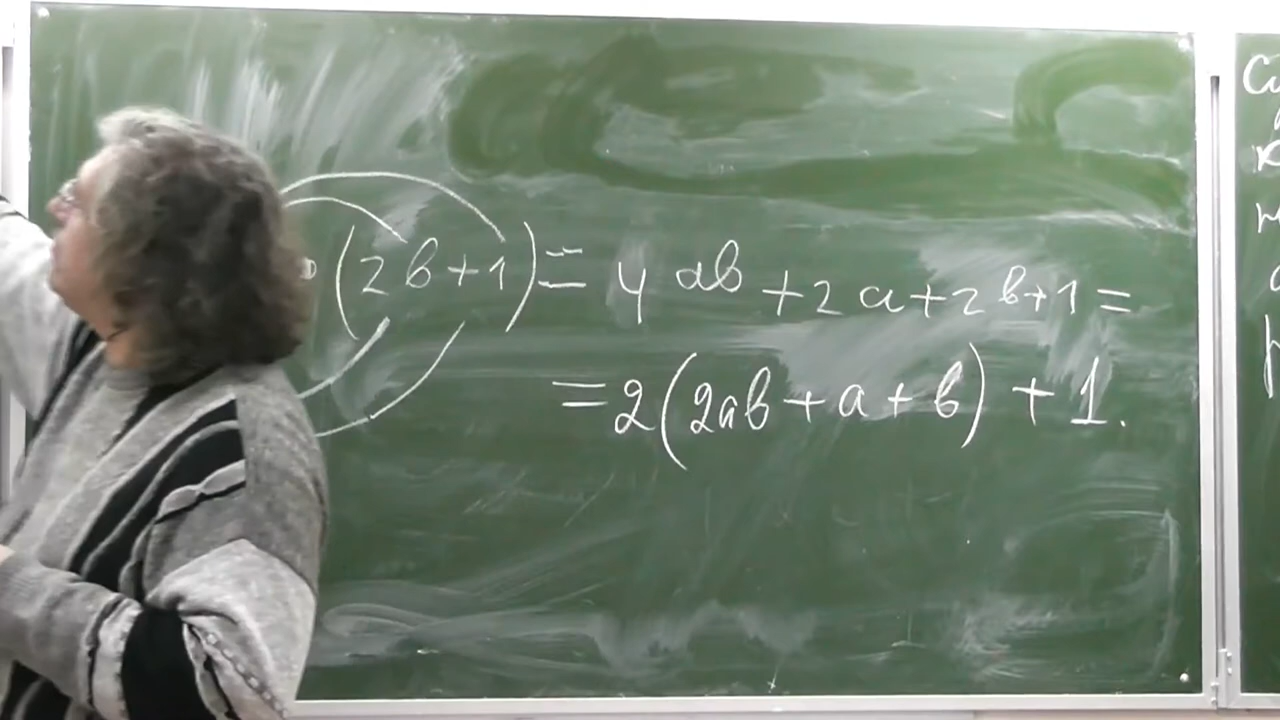 (2b+1) = 4ab + 2a + 2b + 1 =
= 2(2ab + a + b) + 1.